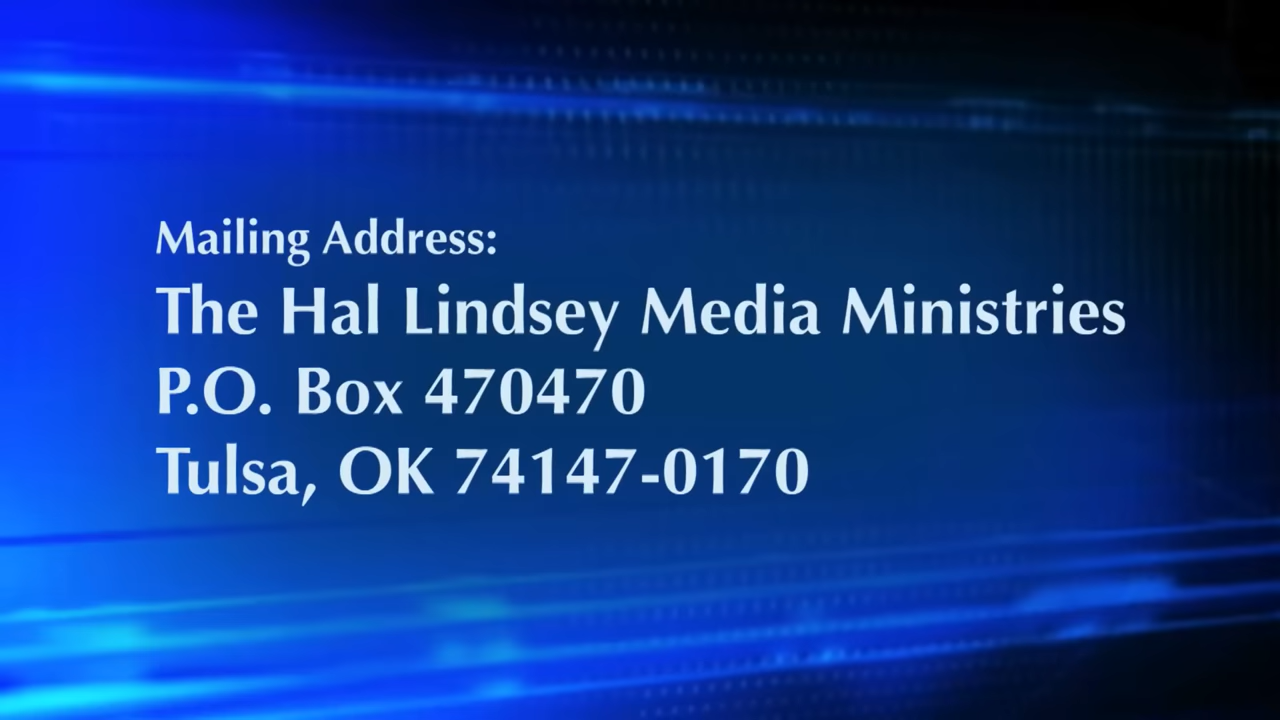 Mailing Address:
The Hal Lindsey Media Ministries
P.O. Box 470470
Tulsa, OK 74147-0170